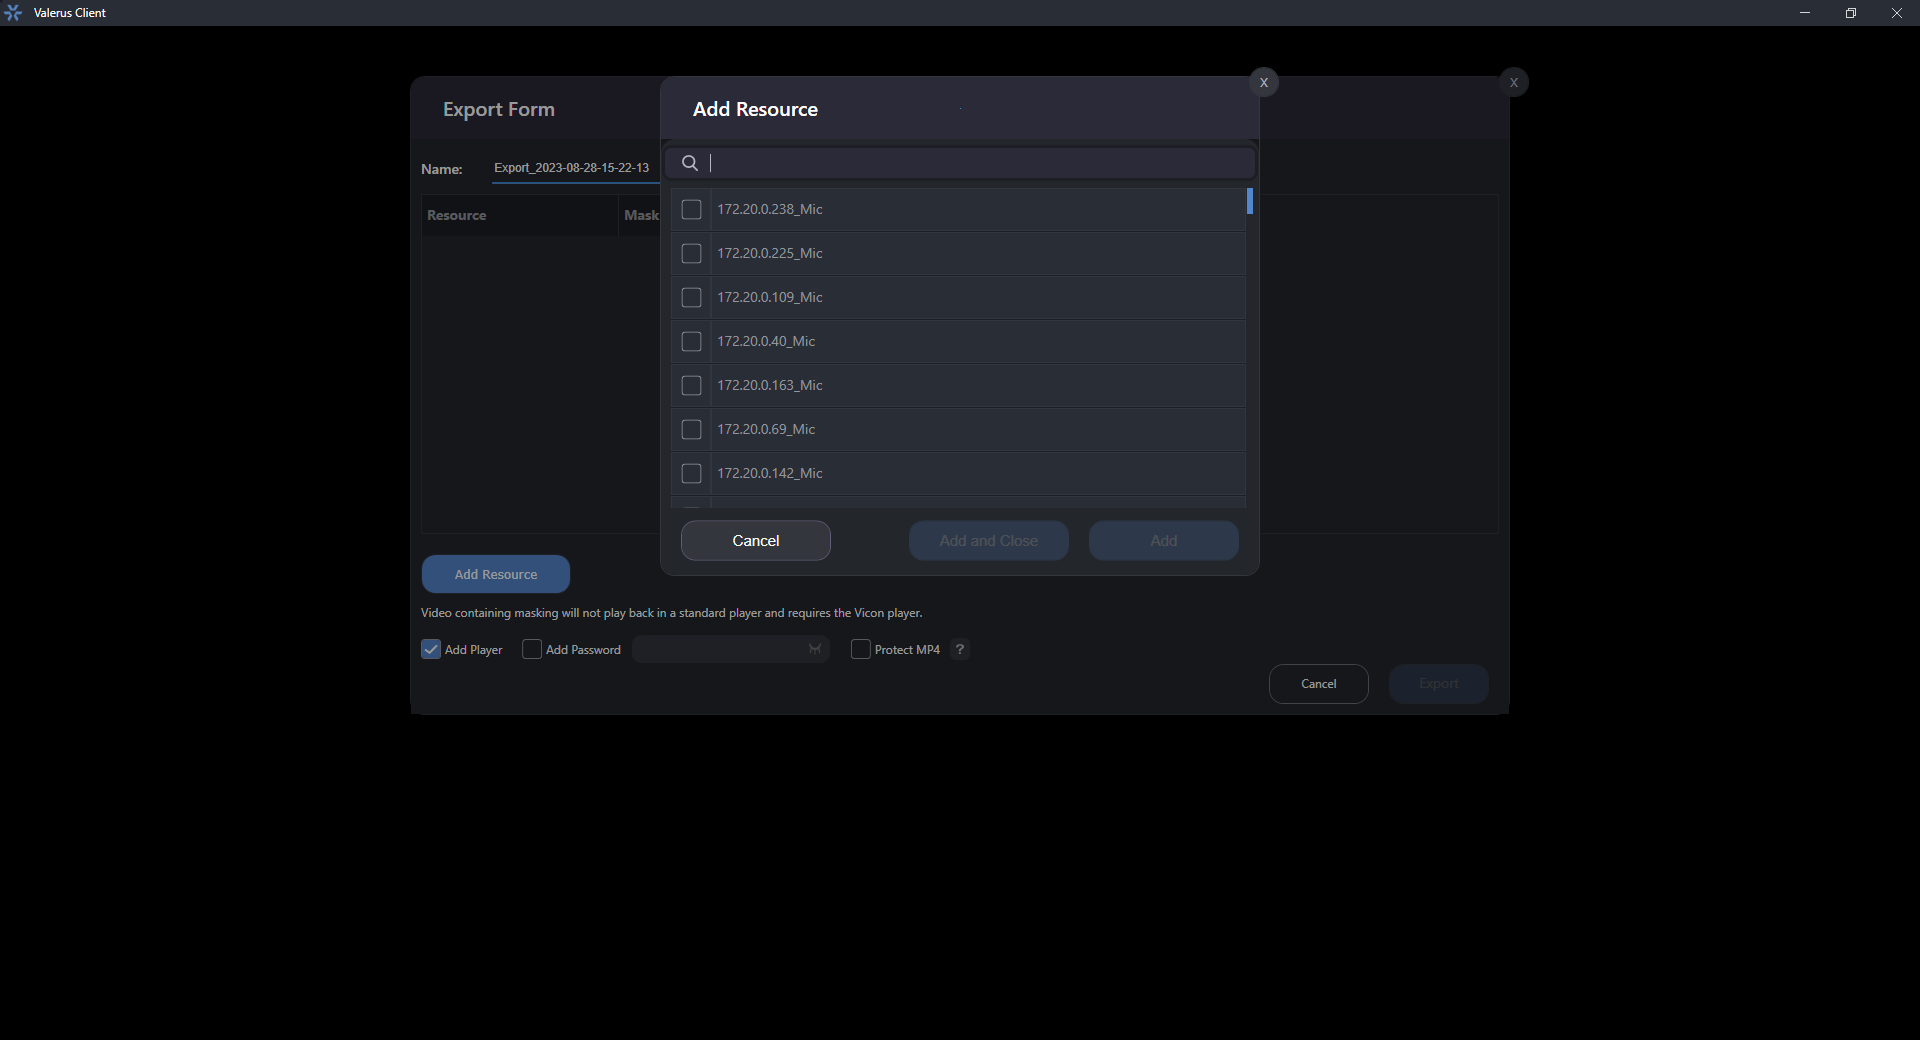 Valerus Client
Export Form
X
Name: Export_2023-08-28-15-22-13
Resource Mask
Add Resource
X
172.20.0.238_Mic
172.20.0.225_Mic
172.20.0.109_Mic
172.20.0.40_Mic
172.20.0.163_Mic
172.20.0.69_Mic
172.20.0.142_Mic
Cancel Add and Close Add
Add Resource
Video containing masking will not play back in a standard player and requires the Vicon player.
Add Player Add Password Protect MP4 ?
Cancel Export